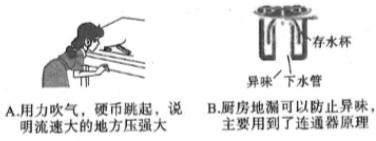 存水杯
异味 下水管
A.用力吹气，硬币跳起，说
明流速大的地方压强大
B.厨房地漏可以防止异味，
主要用到了连通器原理